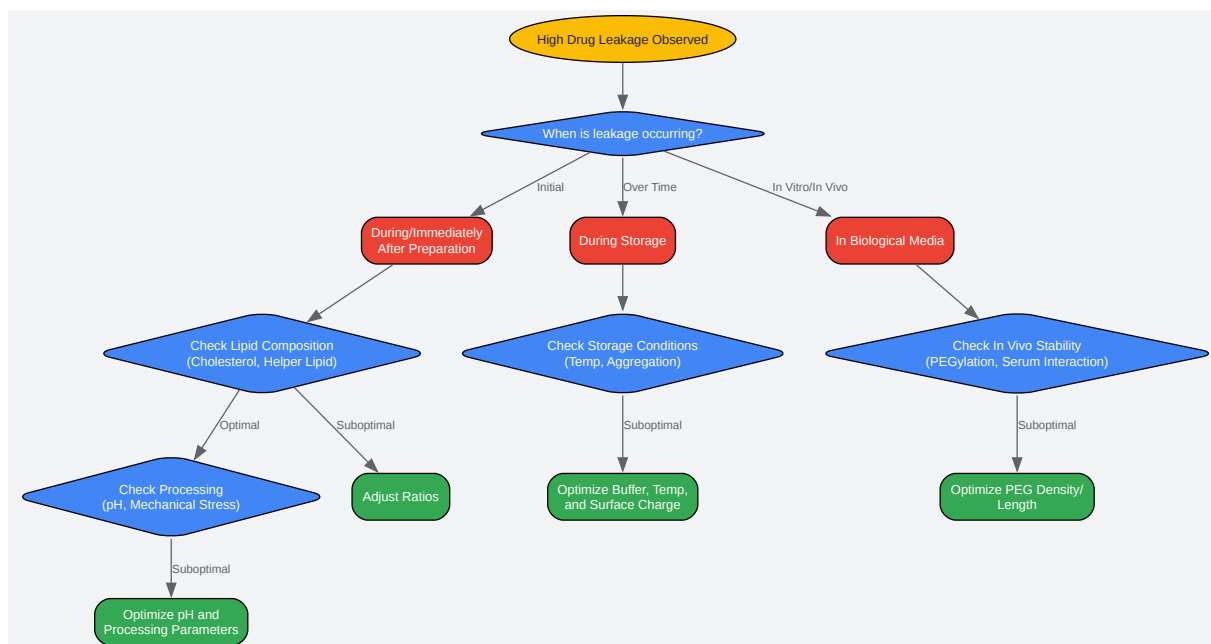 High Drug Leakage Observed
When is leakage occurring?
Initial
Over Time
In Vitro/In Vivo
During/Immediately
After Preparation
During Storage
In Biological Media
Check Lipid Composition
(Cholesterol, Helper Lipid)
Check Storage Conditions
(Temp, Aggregation)
Check In Vivo Stability
(PEGylation, Serum Interaction)
Optimal
Suboptimal
Suboptimal
Suboptimal
Check Processing
(pH, Mechanical Stress)
Adjust Ratios
Optimize Buffer, Temp,
and Surface Charge
Optimize PEG Density/
Length
Suboptimal
Optimize pH and
Processing Parameters